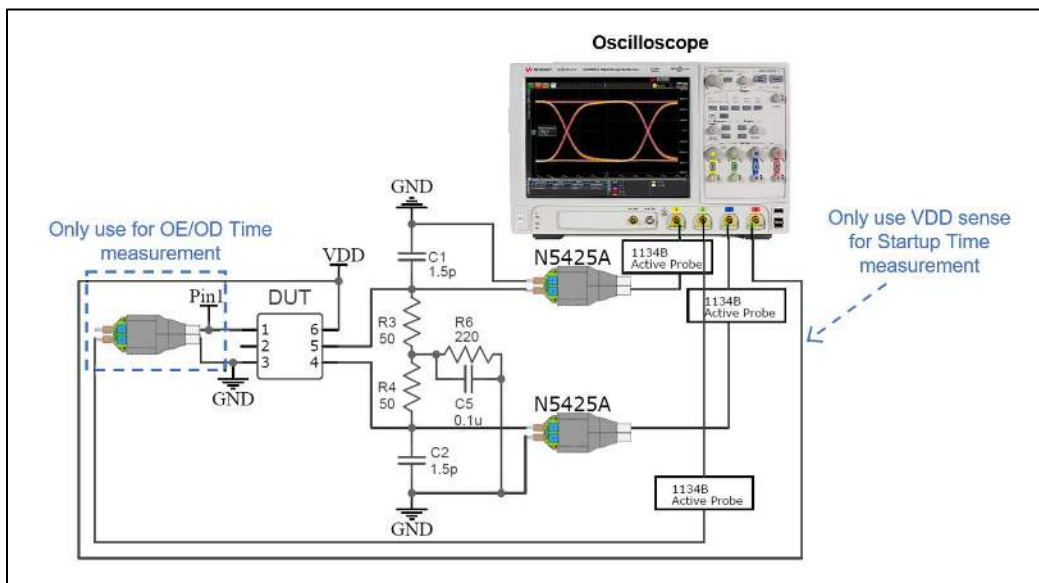 Oscilloscope
KEYSIGHT
GND
Only use for OE/OD Time
measurement
VDD
C1
1.5p
N5425A
1134B
Active Probe
Only use VDD sense
for Startup Time
measurement
1134B
Active Probe
Pin1
DUT
1
2
3
6
5
4
GND
R3
50
R6
220
R4
50
C5
0.1u
N5425A
C2
1.5p
GND
1134B
Active Probe